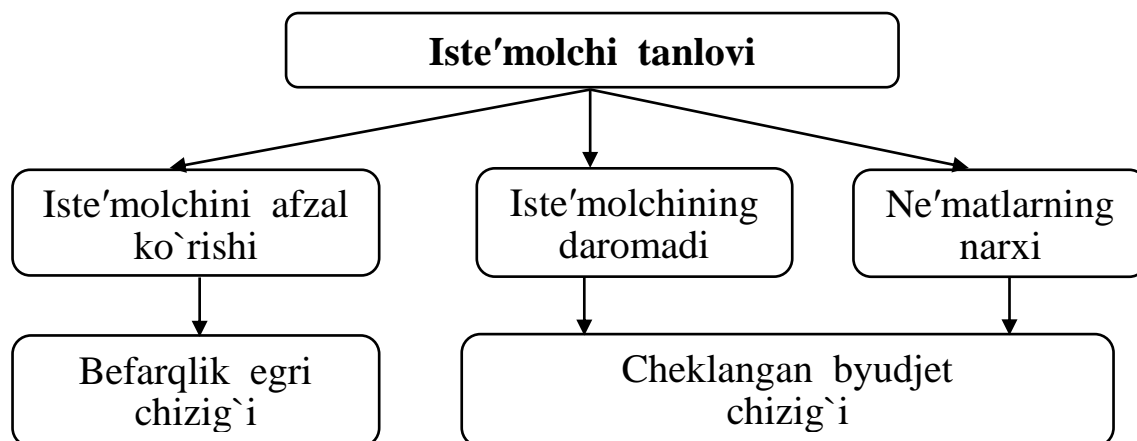 Iste′molchi tanlovi
Iste′molchini afzal
ko`rishi
Iste′molchining
daromadi
Ne′matlarning
narxi
Befarqlik egri
chizig`i
Cheklangan byudjet
chizig`i